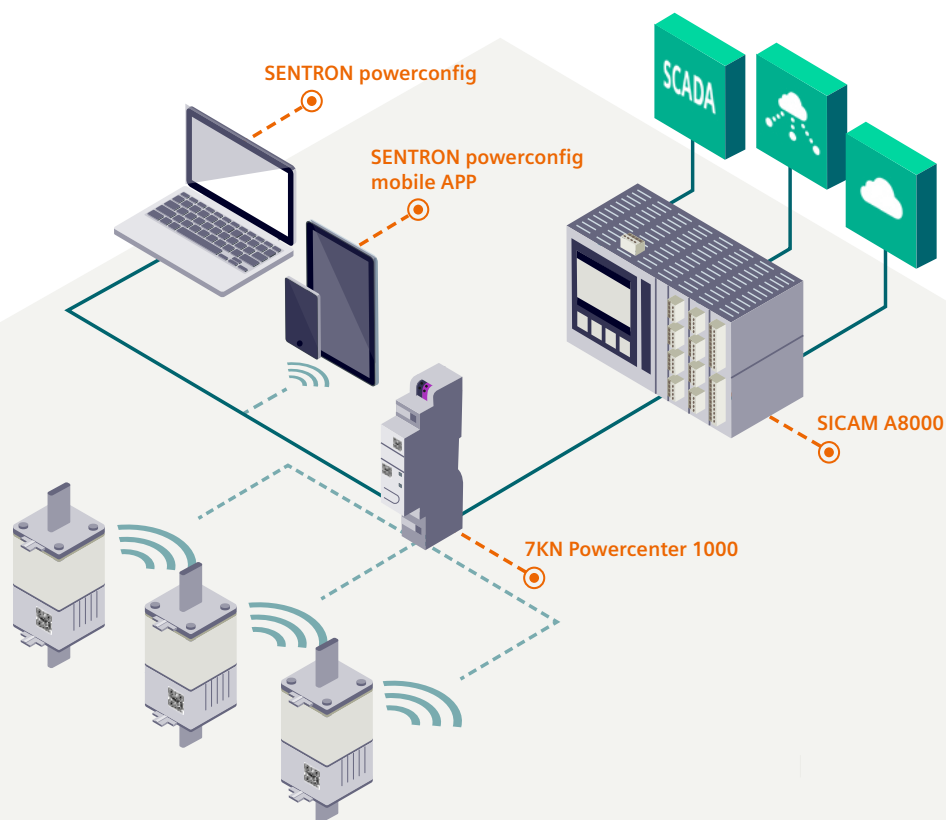 SENTRON powerconfig
SENTRON powerconfig
mobile APP
SCADA
SICAM A8000
7KN Powercenter 1000